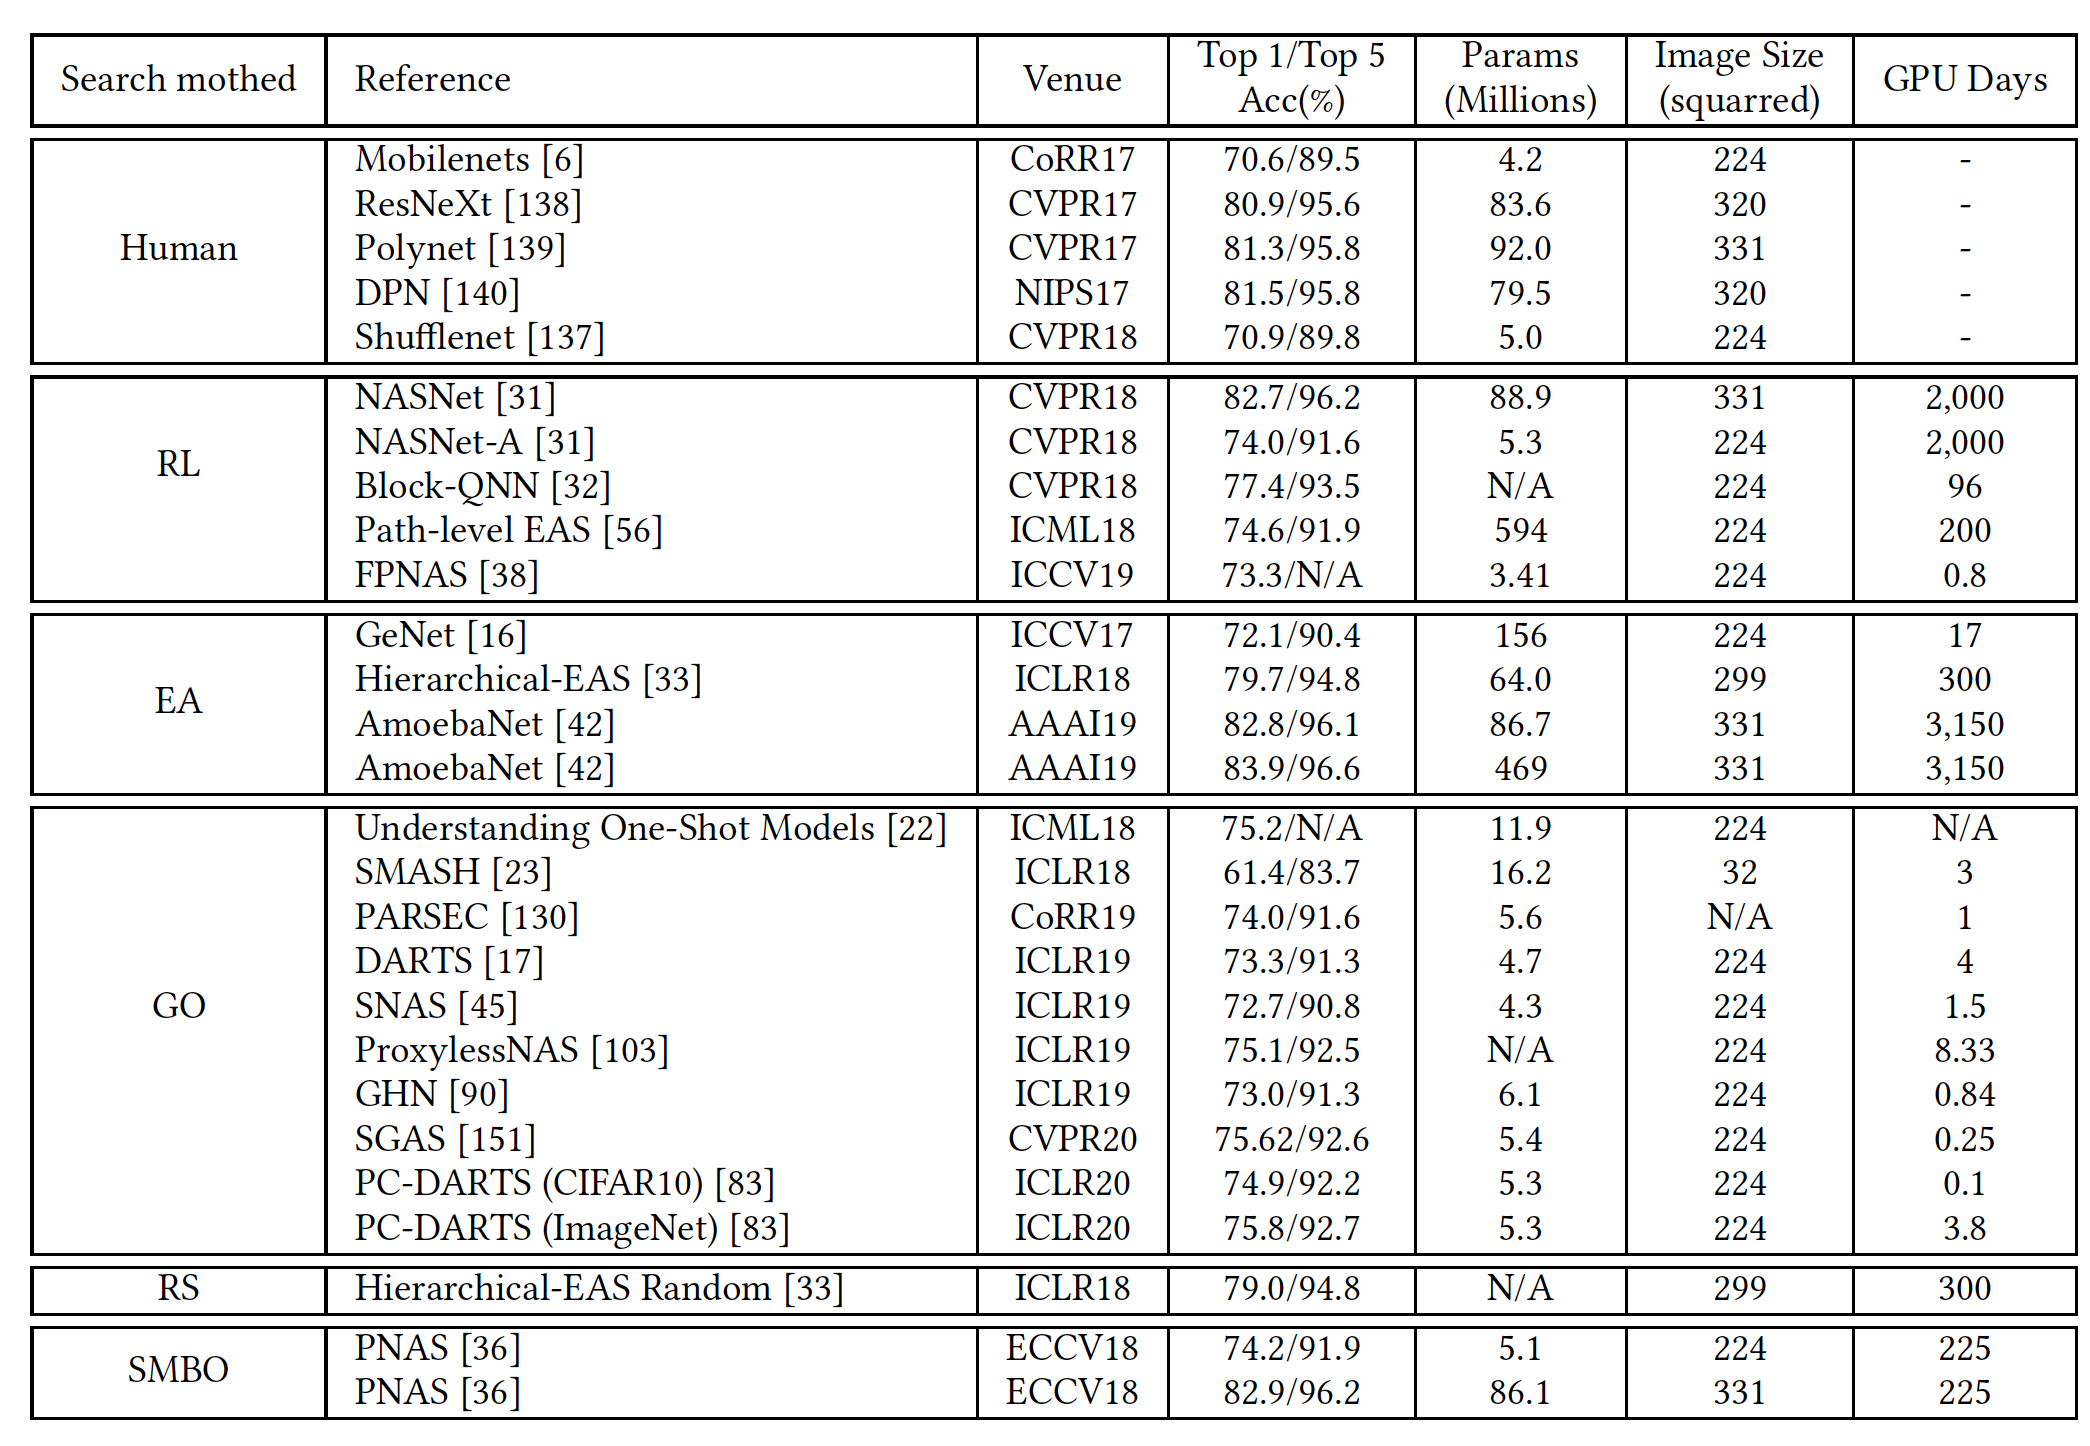 Search mothed Reference Venue Top 1/Top 5 Acc(%) Params (Millions) Image Size (squarred) GPU Days
Human
Mobilenets [6] CoRR17 70.6/89.5 4.2 224 -
ResNeXt [138] CVPR17 80.9/95.6 83.6 320 -
Polynet [139] CVPR17 81.3/95.8 92.0 331 -
DPN [140] NIPS17 81.5/95.8 79.5 320 -
Shufflenet [137] CVPR18 70.9/89.8 5.0 224 -
RL
NASNet [31] CVPR18 82.7/96.2 88.9 331 2,000
NASNet-A [31] CVPR18 74.0/91.6 5.3 224 2,000
Block-QNN [32] CVPR18 77.4/93.5 N/A 224 96
Path-level EAS [56] ICML18 74.6/91.9 594 224 200
FPNAS [38] ICCV19 73.3/N/A 3.41 224 0.8
EA
GeNet [16] ICCV17 72.1/90.4 156 224 17
Hierarchical-EAS [33] ICLR18 79.7/94.8 64.0 299 300
AmoebaNet [42] AAAI19 82.8/96.1 86.7 331 3,150
AmoebaNet [42] AAAI19 83.9/96.6 469 331 3,150
GO
Understanding One-Shot Models [22] ICML18 75.2/N/A 11.9 224 N/A
SMASH [23] ICLR18 61.4/83.7 16.2 32 3
PARSEC [130] CoRR19 74.0/91.6 5.6 N/A 1
DARTS [17] ICLR19 73.3/91.3 4.7 224 4
SNAS [45] ICLR19 72.7/90.8 4.3 224 1.5
ProxylessNAS [103] ICLR19 75.1/92.5 N/A 224 8.33
GHN [90] ICLR19 73.0/91.3 6.1 224 0.84
SGAS [151] CVPR20 75.62/92.6 5.4 224 0.25
PC-DARTS (CIFAR10) [83] ICLR20 74.9/92.2 5.3 224 0.1
PC-DARTS (ImageNet) [83] ICLR20 75.8/92.7 5.3 224 3.8
RS Hierarchical-EAS Random [33] ICLR18 79.0/94.8 N/A 299 300
SMBO
PNAS [36] ECCV18 74.2/91.9 5.1 224 225
PNAS [36] ECCV18 82.9/96.2 86.1 331 225